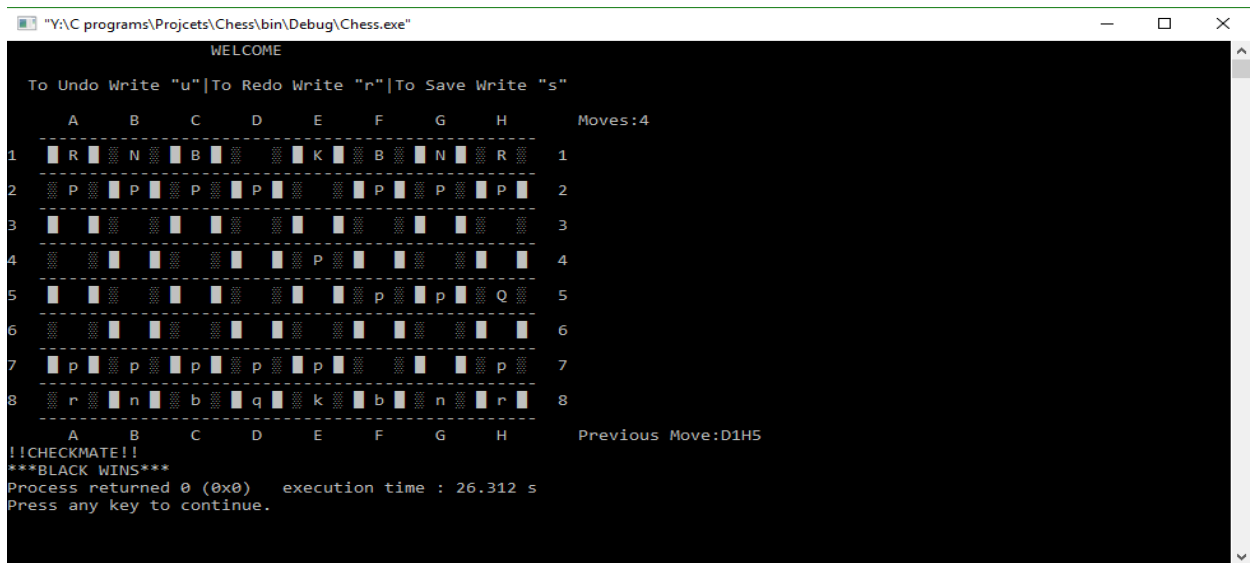 "Y:\C programs\Projcets\Chess\bin\Debug\Chess.exe"
WELCOME
To Undo Write "u"|To Redo Write "r"|To Save Write "s"
A B C D E F G H Moves:4
1 R N B K B N R 1
2 P P P P P P P 2
3 3
4 P 4
5 p p Q 5
6 6
7 p p p p p p 7
8 r n b q k b n r 8
A B C D E F G H Previous Move:D1H5
!!CHECKMATE!!
***BLACK WINS***
Process returned 0 (0x0) execution time : 26.312 s
Press any key to continue.